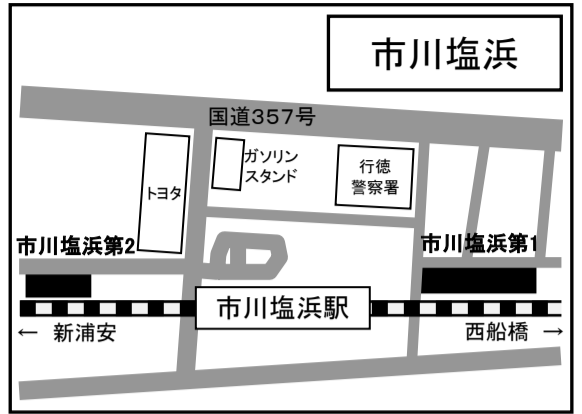 市川塩浜
国道357号
ガソリン
スタンド
行徳
警察署
トヨタ
市川塩浜第2
市川塩浜第1
市川塩浜駅
← 新浦安
西船橋 →